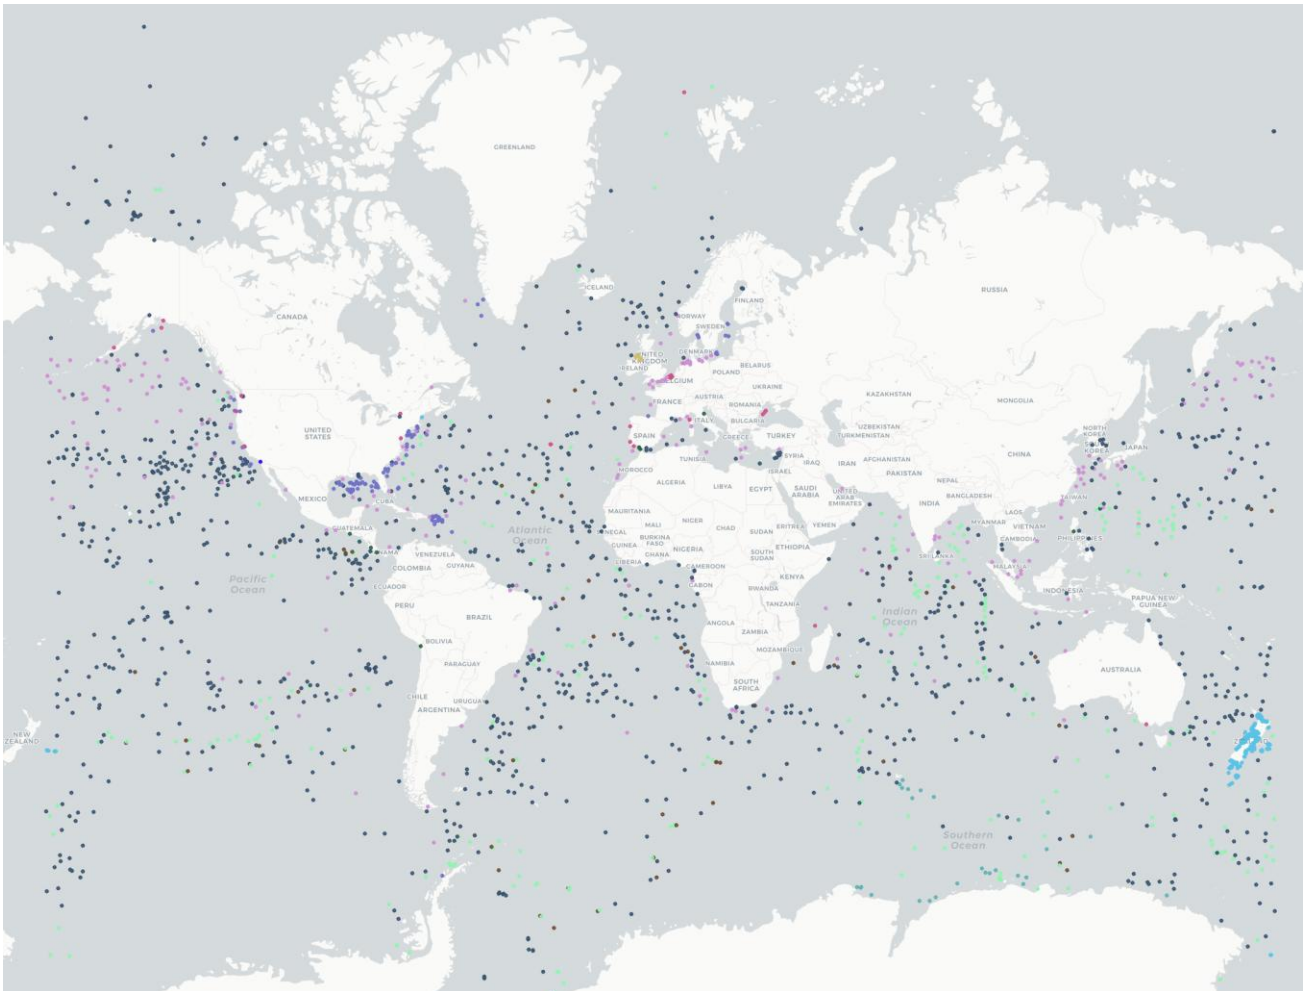 GREENLAND
ICELAND
FINLAND
RUSSIA
CANADA
NORWAY
SWEDEN
DENMARK
UNITED
KINGDOM
IRELAND
BELARUS
POLAND
BELGIUM
UKRAINE
FRANCE
AUSTRIA
ROMANIA
KAZAKHSTAN
MONGOLIA
ITALY
BULGARIA
UNITED
STATES
SPAIN
GREECE
TURKEY
UZBEKISTAN
TURKMENISTAN
NORTH
KOREA
KOREA
JAPAN
TUNISIA
SYRIA
CHINA
MOROCCO
ISRAEL
IRAQ
IRAN
AFGHANISTAN
PAKISTAN
ALGERIA
LIBYA
EGYPT
SAUDI
ARABIA
UNITED
ARAB
EMIRATES
NEPAL
BANGLADESH
TAIWAN
MEXICO
CUBA
INDIA
MAURITANIA
LAOS
MYANMAR
VIETNAM
GUATEMALA
Atlantic
Ocean
MALI
NIGER
CHAD
SUDAN
ERITREA
YEMEN
CAMBODIA
PHILIPPINES
GUINEA
BURKINA
FASO
NIGERIA
SOUTH
SUDAN
ETHIOPIA
SRI LANKA
VENEZUELA
GHANA
LIBERIA
CAMEROON
COLOMBIA
GUYANA
MALAYSIA
Pacific
Ocean
ECUADOR
GABON
RWANDA
KENYA
INDONESIA
PERU
BRAZIL
TANZANIA
Indian
Ocean
PAPUA NEW
GUINEA
ANGOLA
ZAMBIA
BOLIVIA
MOZAMBIQUE
PARAGUAY
NAMIBIA
AUSTRALIA
SOUTH
AFRICA
CHILE
URUGUAY
ARGENTINA
NEW
ZEALAND
Southern
Ocean